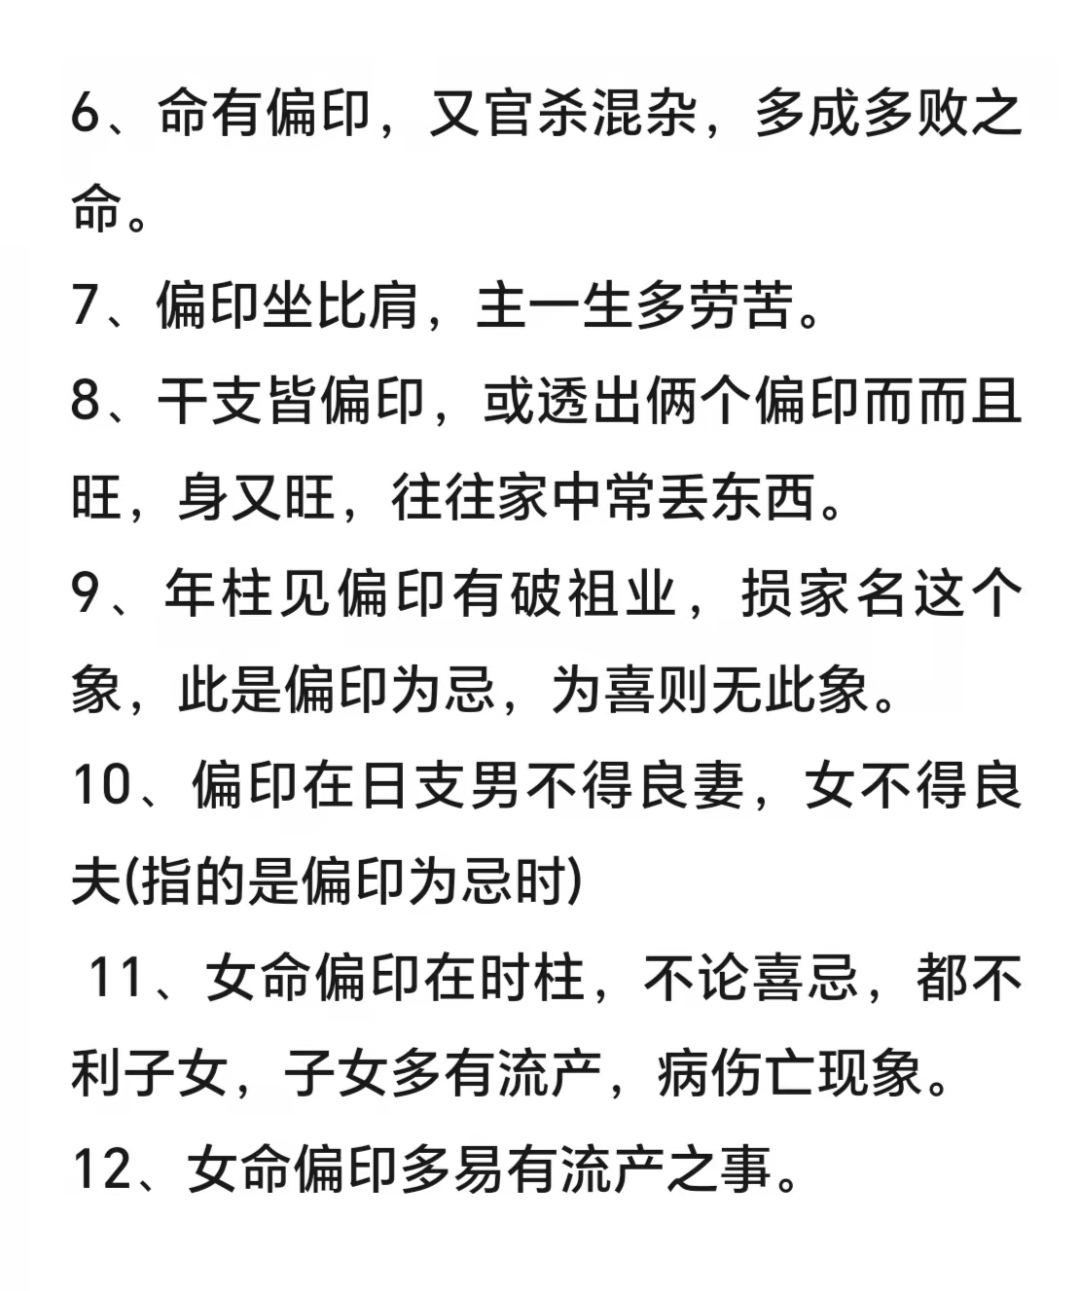 6、命有偏印，又官杀混杂，多成多败之
命。
7、偏印坐比肩，主一生多劳苦。
8、干支皆偏印，或透出俩个偏印而而且
旺，身又旺，往往家中常丢东西。
9、年柱见偏印有破祖业，损家名这个
象，此是偏印为忌，为喜则无此象。
10、偏印在日支男不得良妻，女不得良
夫(指的是偏印为忌时)
11、女命偏印在时柱，不论喜忌，都不
利子女，子女多有流产，病伤亡现象。
12、女命偏印多易有流产之事。